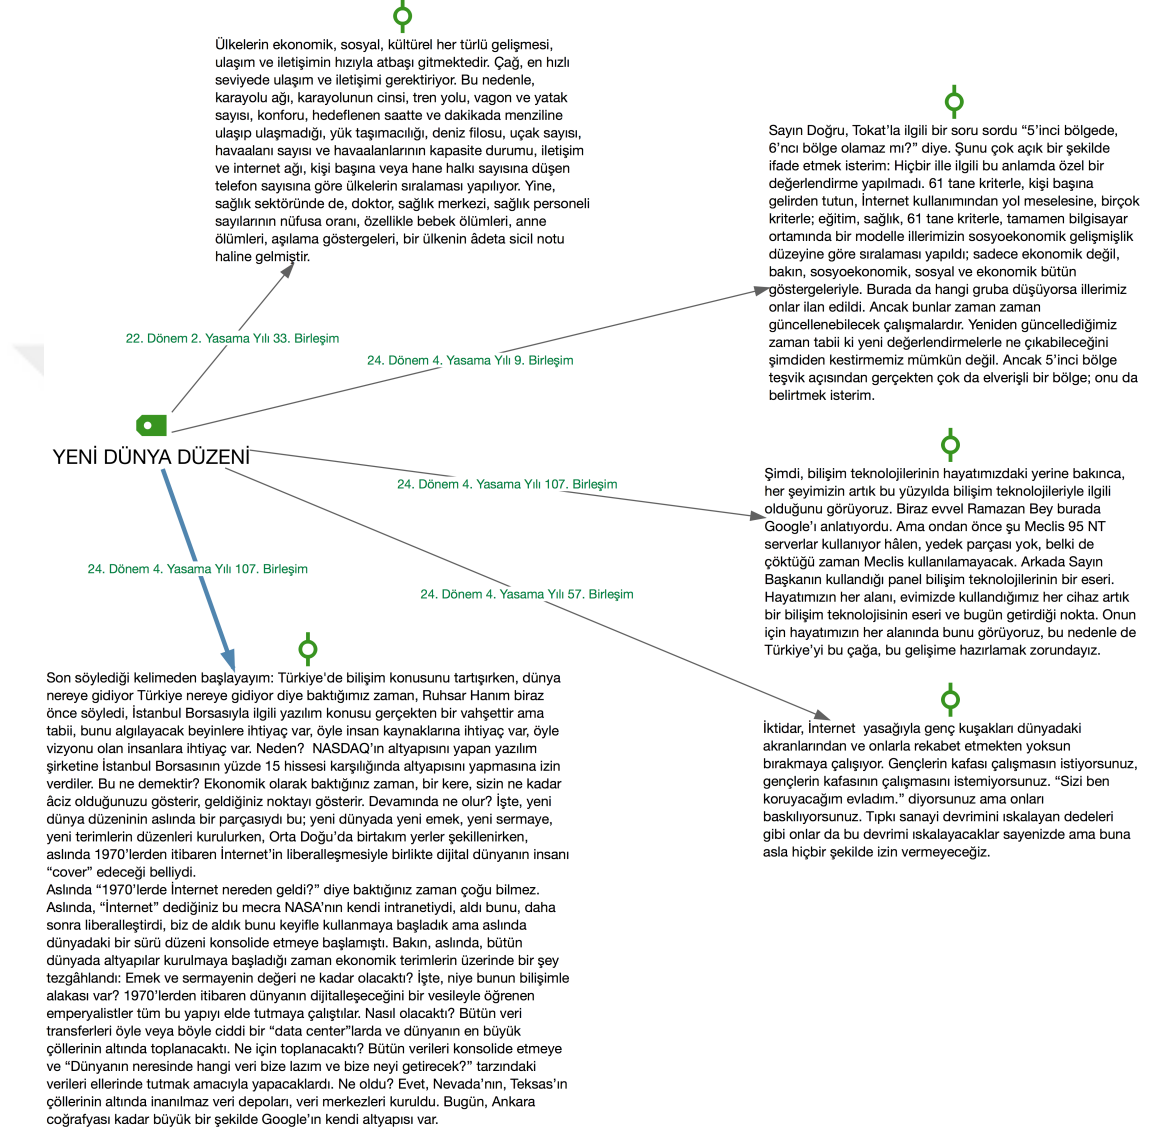 Ülkelerin ekonomik, sosyal, kültürel her türlü gelişmesi,
ulaşım ve iletişimin hızıyla atbaşı gitmektedir. Çağ, en hızlı
seviyede ulaşım ve iletişimi gerektiriyor. Bu nedenle,
karayolu ağı, karayolunun cinsi, tren yolu, vagon ve yatak
sayısı, konforu, hedeflenen saatte ve dakikada menziline
ulaşıp ulaşmadığı, yük taşımacılığı, deniz filosu, uçak sayısı,
havaalanı sayısı ve havaalanlarının kapasite durumu, iletişim
ve internet ağı, kişi başına veya hane halkı sayısına düşen
telefon sayısına göre ülkelerin sıralaması yapılıyor. Yine,
sağlık sektöründe de, doktor, sağlık merkezi, sağlık personeli
sayılarının nüfusa oranı, özellikle bebek ölümleri, anne
ölümleri, aşılama göstergeleri, bir ülkenin âdeta sicil notu
haline gelmiştir.
Sayın Doğru, Tokat’la ilgili bir soru sordu “5’inci bölgede,
6’ncı bölge olamaz mı?” diye. Şunu çok açık bir şekilde
ifade etmek isterim: Hiçbir ille ilgili bu anlamda özel bir
değerlendirme yapılmadı. 61 tane kriterle, kişi başına
gelirden tutun, İnternet kullanımından yol meselesine, birçok
kriterle; eğitim, sağlık, 61 tane kriterle, tamamen bilgisayar
ortamında bir modelle illerimizin sosyoekonomik gelişmişlik
düzeyine göre sıralaması yapıldı; sadece ekonomik değil,
bakın, sosyoekonomik, sosyal ve ekonomik bütün
göstergeleriyle. Burada da hangi gruba düşüyorsa illerimiz
onlar ilan edildi. Ancak bunlar zaman zaman
güncellenebilecek çalışmalardır. Yeniden güncellediğimiz
zaman tabii ki yeni değerlendirmelerle ne çıkabileceğini
şimdiden kestirmemiz mümkün değil. Ancak 5’inci bölge
teşvik açısından gerçekten çok da elverişli bir bölge; onu da
belirtmek isterim.
22. Dönem 2. Yasama Yılı 33. Birleşim
24. Dönem 4. Yasama Yılı 9. Birleşim
YENİ DÜNYA DÜZENİ
24. Dönem 4. Yasama Yılı 107. Birleşim
Şimdi, bilişim teknolojilerinin hayatımızdaki yerine bakınca,
her şeyimizin artık bu yüzyılda bilişim teknolojileriyle ilgili
olduğunu görüyoruz. Biraz evvel Ramazan Bey burada
Google’ı anlatıyordu. Ama ondan önce şu Meclis 95 NT
serverlar kullanıyor hâlen, yedek parçası yok, belki de
çöktüğü zaman Meclis kullanılamayacak. Arkada Sayın
Başkanın kullandığı panel bilişim teknolojilerinin bir eseri.
Hayatımızın her alanı, evimizde kullandığımız her cihaz artık
bir bilişim teknolojisinin eseri ve bugün getirdiği nokta. Onun
için hayatımızın her alanında bunu görüyoruz, bu nedenle de
Türkiye’yi bu çağa, bu gelişime hazırlamak zorundayız.
24. Dönem 4. Yasama Yılı 107. Birleşim
24. Dönem 4. Yasama Yılı 57. Birleşim
Son söylediği kelimeden başlayayım: Türkiye'de bilişim konusunu tartışırken, dünya
nereye gidiyor Türkiye nereye gidiyor diye baktığımız zaman, Ruhsar Hanım biraz
önce söyledi, İstanbul Borsasıyla ilgili yazılım konusu gerçekten bir vahşettir ama
tabii, bunu algılayacak beyinlere ihtiyaç var, öyle insan kaynaklarına ihtiyaç var, öyle
vizyonu olan insanlara ihtiyaç var. Neden?  NASDAQ’ın altyapısını yapan yazılım
şirketine İstanbul Borsasının yüzde 15 hissesi karşılığında altyapısını yapmasına izin
verdiler. Bu ne demektir? Ekonomik olarak baktığınız zaman, bir kere, sizin ne kadar
âciz olduğunuzu gösterir, geldiğiniz noktayı gösterir. Devamında ne olur? İşte, yeni
dünya düzeninin aslında bir parçasıydı bu; yeni dünyada yeni emek, yeni sermaye,
yeni terimlerin düzenleri kurulurken, Orta Doğu’da birtakım yerler şekillenirken,
aslında 1970’lerden itibaren İnternet’in liberalleşmesiyle birlikte dijital dünyanın insanı
“cover” edeceği belliydi.
Aslında “1970’lerde İnternet nereden geldi?” diye baktığınız zaman çoğu bilmez.
Aslında, “İnternet” dediğiniz bu mecra NASA’nın kendi intranetiydi, aldı bunu, daha
sonra liberalleştirdi, biz de aldık bunu keyifle kullanmaya başladık ama aslında
dünyadaki bir sürü düzeni konsolide etmeye başlamıştı. Bakın, aslında, bütün
dünyada altyapılar kurulmaya başladığı zaman ekonomik terimlerin üzerinde bir şey
tezgâhlandı: Emek ve sermayenin değeri ne kadar olacaktı? İşte, niye bunun bilişimle
alakası var? 1970’lerden itibaren dünyanın dijitalleşeceğini bir vesileyle öğrenen
emperyalistler tüm bu yapıyı elde tutmaya çalıştılar. Nasıl olacaktı? Bütün veri
transferleri öyle veya böyle ciddi bir “data center”larda ve dünyanın en büyük
çöllerinin altında toplanacaktı. Ne için toplanacaktı? Bütün verileri konsolide etmeye
ve “Dünyanın neresinde hangi veri bize lazım ve bize neyi getirecek?” tarzındaki
verileri ellerinde tutmak amacıyla yapacaklardı. Ne oldu? Evet, Nevada’nın, Teksas’ın
çöllerinin altında inanılmaz veri depoları, veri merkezleri kuruldu. Bugün, Ankara
coğrafyası kadar büyük bir şekilde Google’ın kendi altyapısı var.
İktidar, İnternet  yasağıyla genç kuşakları dünyadaki
akranlarından ve onlarla rekabet etmekten yoksun
bırakmaya çalışıyor. Gençlerin kafası çalışmasın istiyorsunuz,
gençlerin kafasının çalışmasını istemiyorsunuz. “Sizi ben
koruyacağım evladım.” diyorsunuz ama onları
baskılıyorsunuz. Tıpkı sanayi devrimini ıskalayan dedeleri
gibi onlar da bu devrimi ıskalayacaklar sayenizde ama buna
asla hiçbir şekilde izin vermeyeceğiz.